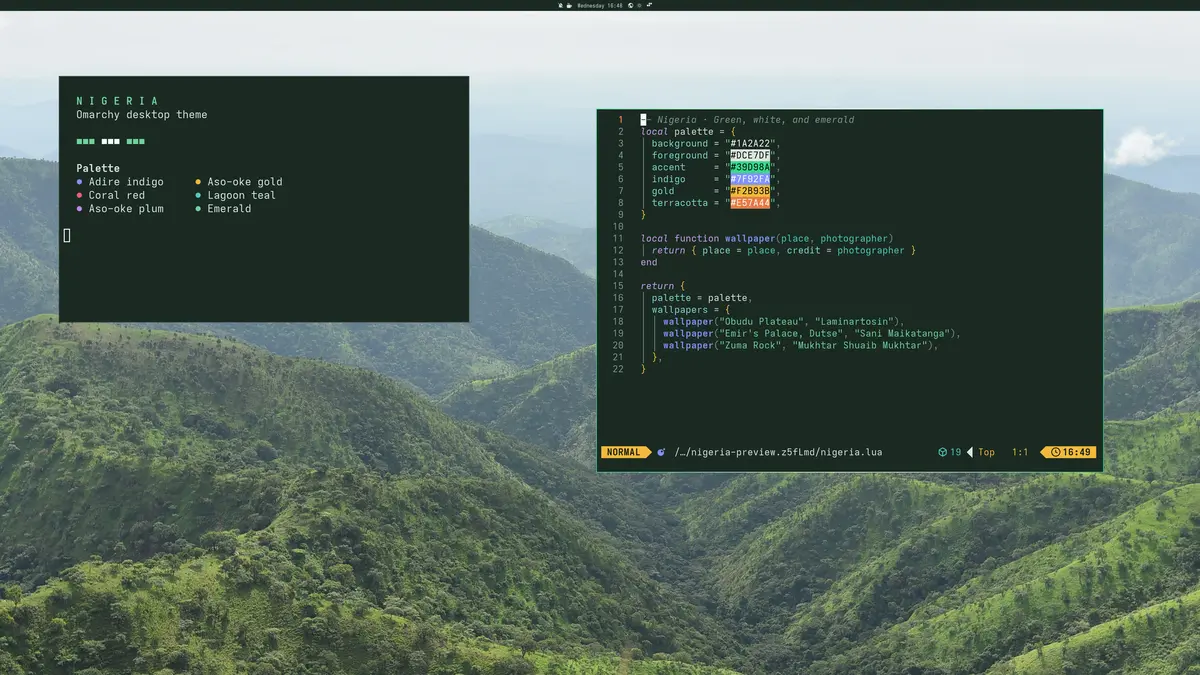 Wednesday 16:48
NIGERIA
Omarchy desktop theme
Palette
Adire indigo
Aso-oke gold
Coral red
Lagoon teal
Aso-oke plum
Emerald
1 -- Nigeria · Green, white, and emerald
2 local palette = {
3 background = "#1A2A22",
4 foreground = "#DCE7DF",
5 accent = "#39D98A",
6 indigo = "#7F92FA",
7 gold = "#F2B93B",
8 terracotta = "#E57A44",
9 }
10
11 local function wallpaper(place, photographer)
12 return { place = place, credit = photographer }
13 end
14
15 return {
16 palette = palette,
17 wallpapers = {
18 wallpaper("Obudu Plateau", "Laminartosin"),
19 wallpaper("Emir's Palace, Dutse", "Sani Maikatanga"),
20 wallpaper("Zuma Rock", "Mukhtar Shuaib Mukhtar"),
21 },
22 }
NORMAL /…/nigeria-preview.z5fLmd/nigeria.lua 19 Top 1:1 16:49